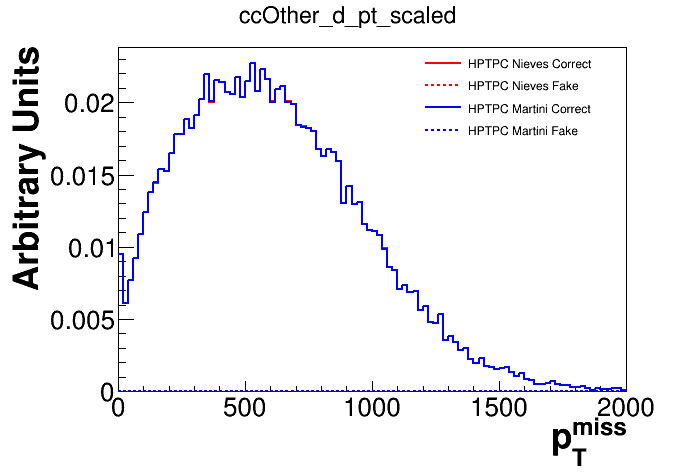 ccOther_d_pt_scaled
Arbitrary Units
HPTPC Nieves Correct
HPTPC Nieves Fake
HPTPC Martini Correct
HPTPC Martini Fake
0.02
0.015
0.01
0.005
0
0 500 1000 1500 2000
p_T^miss